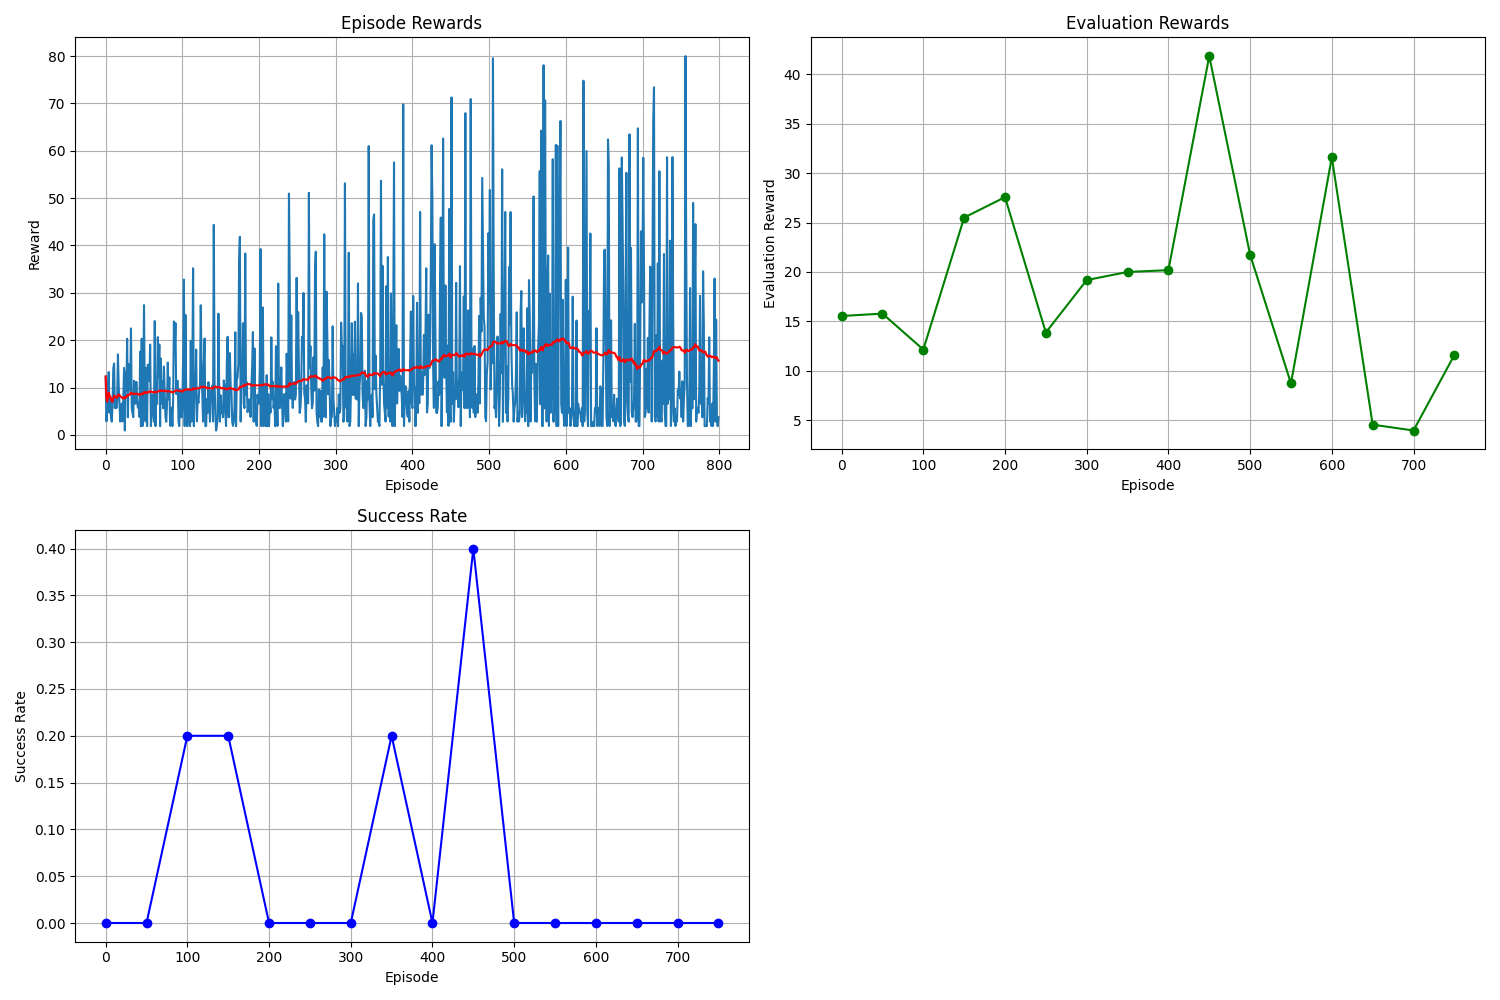 Episode Rewards
Reward
80
70
60
50
40
30
20
10
0
0 100 200 300 400 500 600 700 800
Episode
Evaluation Rewards
Evaluation Reward
40
35
30
25
20
15
10
5
0 100 200 300 400 500 600 700
Episode
Success Rate
Success Rate
0.40
0.35
0.30
0.25
0.20
0.15
0.10
0.05
0.00
0 100 200 300 400 500 600 700
Episode